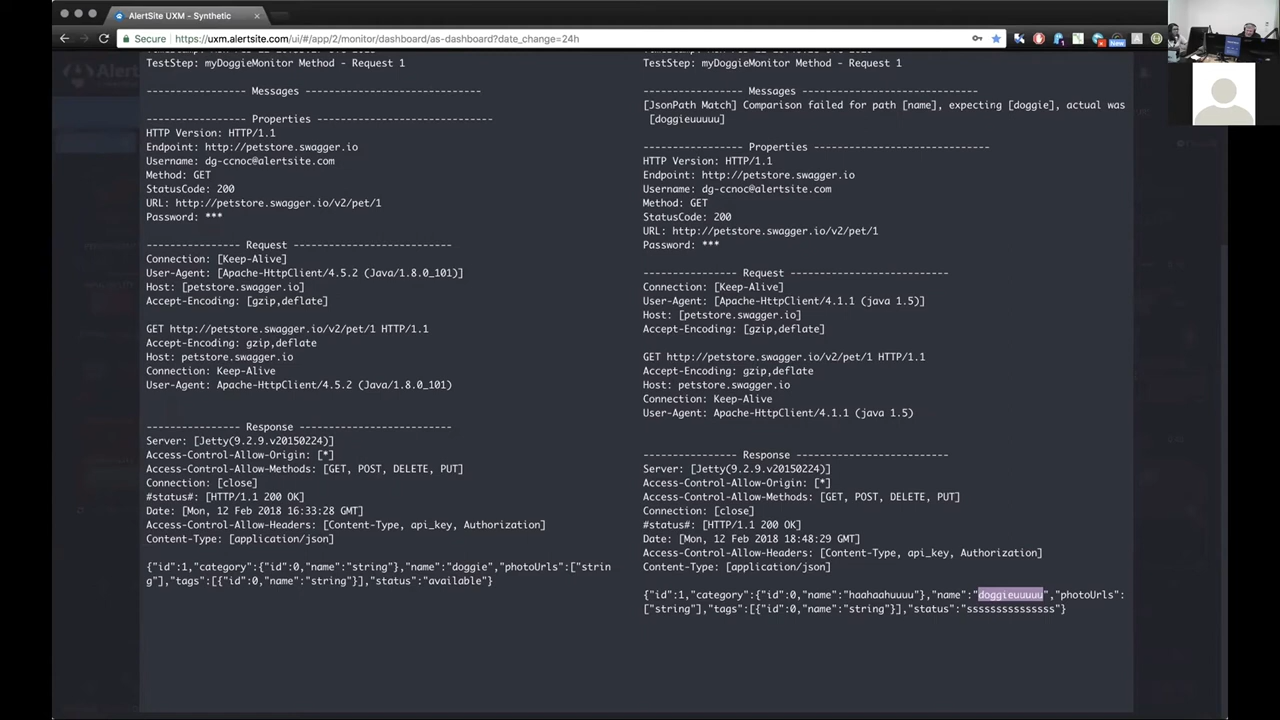 AlertSite UXM - Synthetic
Secure
https://uxm.alertsite.com/ui/#/app/2/monitor/dashboard/as-dashboard?date_change=24h
New
TestStep: myDoggieMonitor Method - Request 1
---------------- Messages ----------------------------
---------------- Properties ----------------------------
HTTP Version: HTTP/1.1
Endpoint: http://petstore.swagger.io
Username: dg-ccnoc@alertsite.com
Method: GET
StatusCode: 200
URL: http://petstore.swagger.io/v2/pet/1
Password: ***
---------------- Request --------------------------
Connection: [Keep-Alive]
User-Agent: [Apache-HttpClient/4.5.2 (Java/1.8.0_101)]
Host: [petstore.swagger.io]
Accept-Encoding: [gzip,deflate]
GET http://petstore.swagger.io/v2/pet/1 HTTP/1.1
Accept-Encoding: gzip,deflate
Host: petstore.swagger.io
Connection: Keep-Alive
User-Agent: Apache-HttpClient/4.5.2 (Java/1.8.0_101)
---------------- Response -------------------------
Server: [Jetty(9.2.9.v20150224)]
Access-Control-Allow-Origin: [*]
Access-Control-Allow-Methods: [GET, POST, DELETE, PUT]
Connection: [close]
#status#: [HTTP/1.1 200 OK]
Date: [Mon, 12 Feb 2018 16:33:28 GMT]
Access-Control-Allow-Headers: [Content-Type, api_key, Authorization]
Content-Type: [application/json]
{"id":1,"category":{"id":0,"name":"string"},"name":"doggie","photoUrls":["strin
g"],"tags":[{"id":0,"name":"string"}],"status":"available"}
TestStep: myDoggieMonitor Method - Request 1
---------------- Messages ----------------------------
[JsonPath Match] Comparison failed for path [name], expecting [doggie], actual was
[doggieuuuuu]
---------------- Properties ----------------------------
HTTP Version: HTTP/1.1
Endpoint: http://petstore.swagger.io
Username: dg-ccnoc@alertsite.com
Method: GET
StatusCode: 200
URL: http://petstore.swagger.io/v2/pet/1
Password: ***
---------------- Request --------------------------
Connection: [Keep-Alive]
User-Agent: [Apache-HttpClient/4.1.1 (java 1.5)]
Host: [petstore.swagger.io]
Accept-Encoding: [gzip,deflate]
GET http://petstore.swagger.io/v2/pet/1 HTTP/1.1
Accept-Encoding: gzip,deflate
Host: petstore.swagger.io
Connection: Keep-Alive
User-Agent: Apache-HttpClient/4.1.1 (java 1.5)
---------------- Response -------------------------
Server: [Jetty(9.2.9.v20150224)]
Access-Control-Allow-Origin: [*]
Access-Control-Allow-Methods: [GET, POST, DELETE, PUT]
Connection: [close]
#status#: [HTTP/1.1 200 OK]
Date: [Mon, 12 Feb 2018 18:48:29 GMT]
Access-Control-Allow-Headers: [Content-Type, api_key, Authorization]
Content-Type: [application/json]
{"id":1,"category":{"id":0,"name":"haahaahuuuu"},"name":"doggieuuuuu","photoUrls":
["string"],"tags":[{"id":0,"name":"string"}],"status":"sssssssssssssss"}